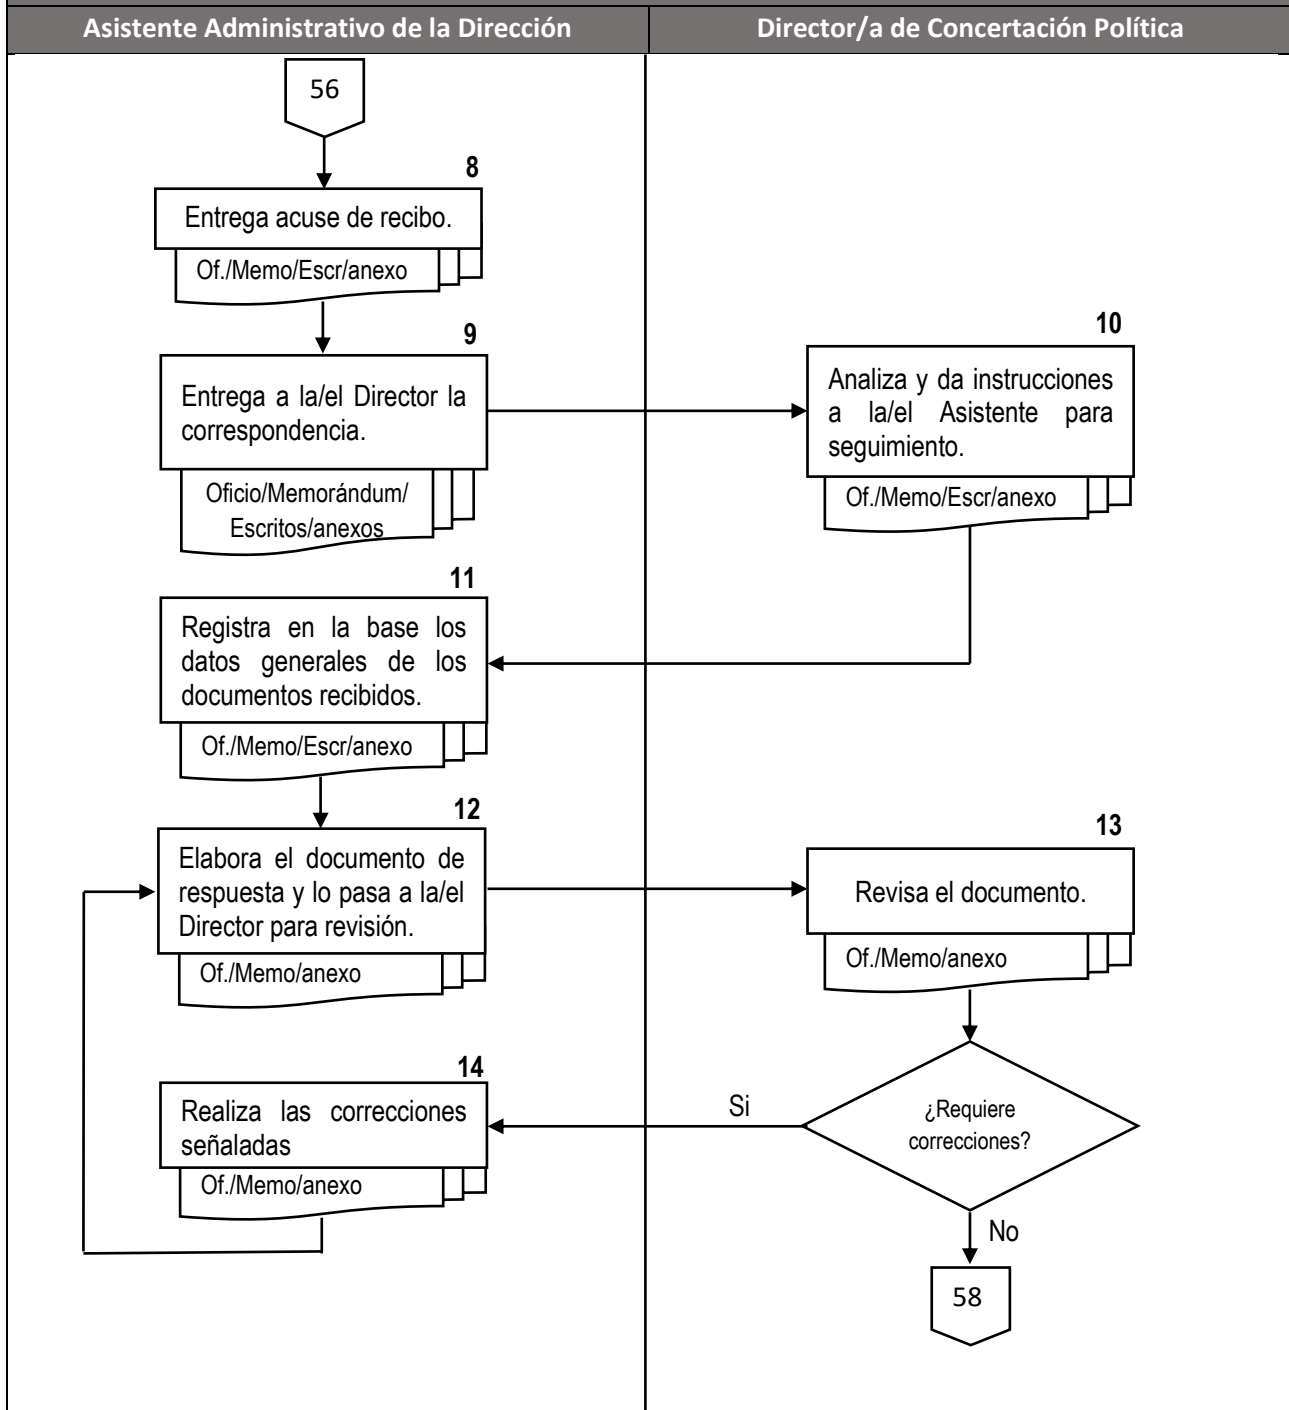 Asistente Administrativo de la Dirección
Director/a de Concertación Política
56
8
Entrega acuse de recibo.
Of./Memo/Escr/anexo
9
Entrega a la/el Director la
correspondencia.
Oficio/Memorándum/
Escritos/anexos
10
Analiza y da instrucciones
a la/el Asistente para
seguimiento.
Of./Memo/Escr/anexo
11
Registra en la base los
datos generales de los
documentos recibidos.
Of./Memo/Escr/anexo
12
Elabora el documento de
respuesta y lo pasa a la/el
Director para revisión.
Of./Memo/anexo
13
Revisa el documento.
Of./Memo/anexo
14
Realiza las correcciones
señaladas
Of./Memo/anexo
Si
¿Requiere
correcciones?
No
58